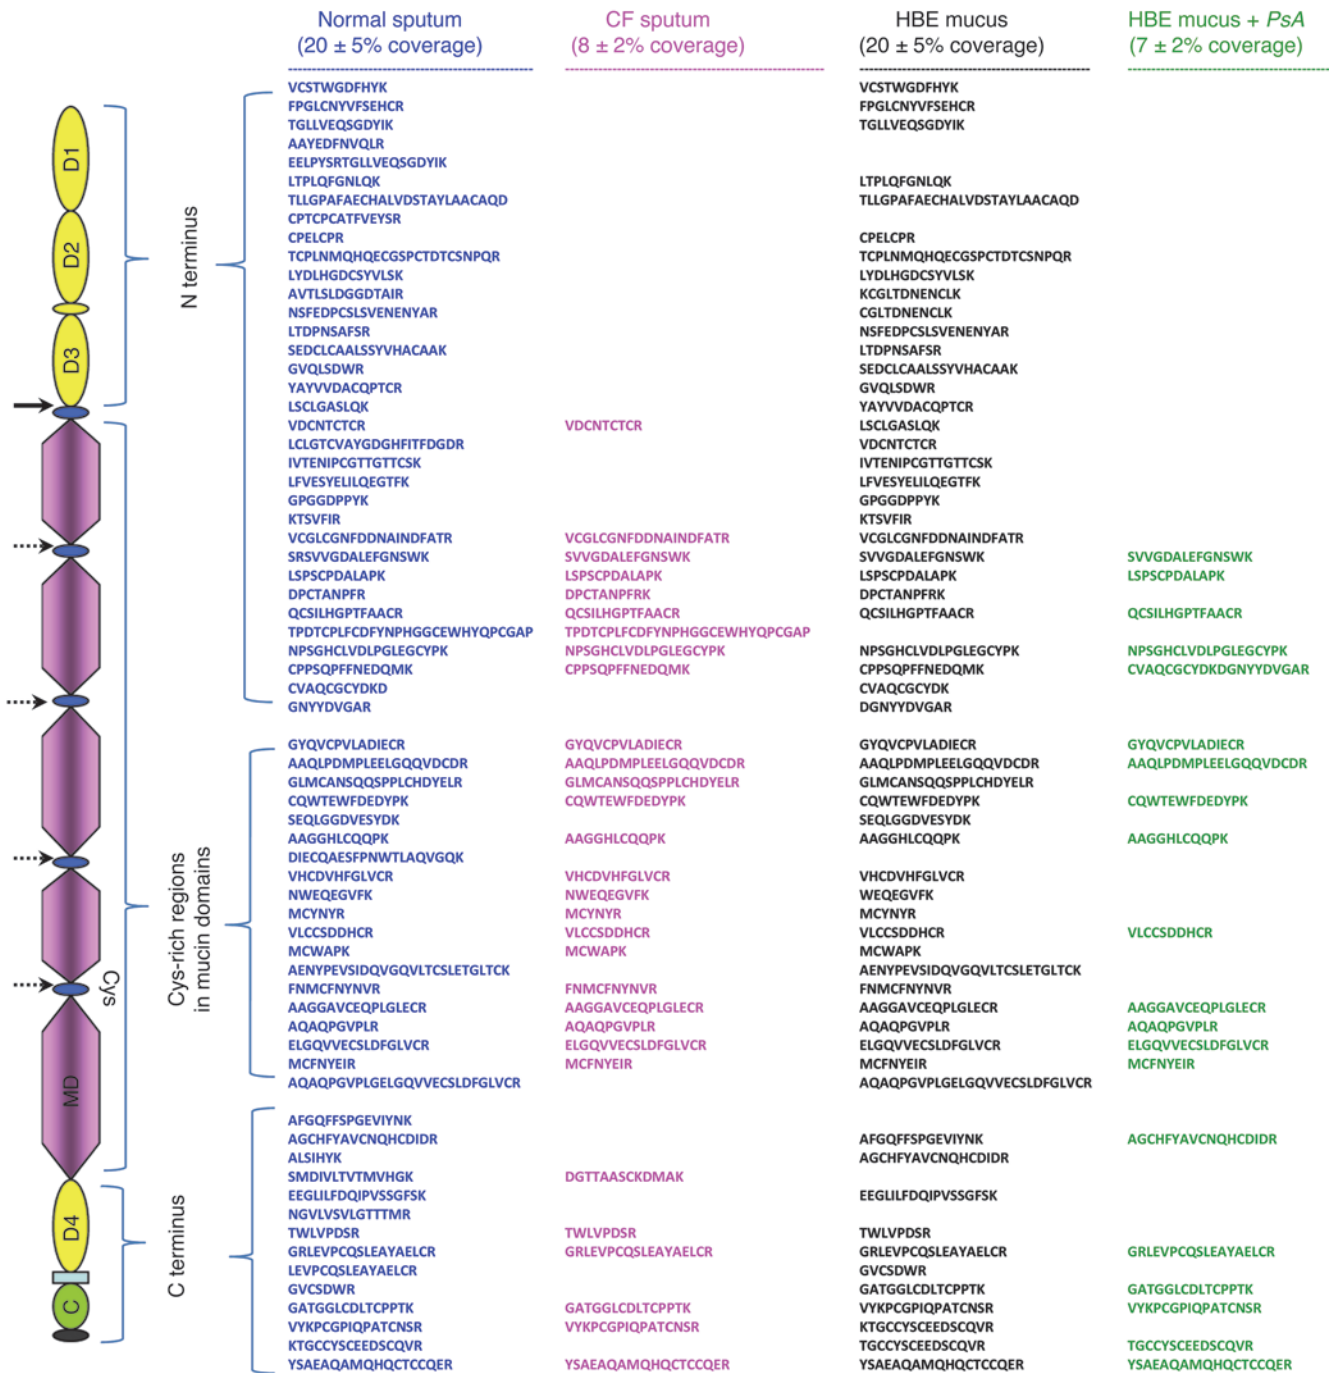 Normal sputum
(20 ± 5% coverage)
CF sputum
(8 ± 2% coverage)
HBE mucus
(20 ± 5% coverage)
HBE mucus + PsA
(7 ± 2% coverage)
D1
D2
D3
Cys
MD
D4
C
N terminus
Cys-rich regions
in mucin domains
C terminus
VCSTWGDFHYK
FPGLCNYVFSEHCR
TGLLVEQSGDYIK
AAYEDFNVQLR
EELPYSRTGLLVEQSGDYIK
LTPLQFGNLQK
TLLGPAFAECHALVDSTAYLAACAQD
CPTCPCATFVEYSR
CPELCPR
TCPLNMQHQECGSPCTDTCSNPQR
LYDLHGDCSYVLSK
AVTLSLDGGDTAIR
NSFEDPCSLSVENENYAR
LTDPNSAFSR
SEDCLCAALSSYVHACAAK
GVQLSDWR
YAYVVDACQPTCR
LSCLGASLQK
VDCNTCTCR
LCLGTCVAYGDGHFITFDGDR
IVTENIPCGTTGTTCSK
LFVESYELILQEGTFK
GPGGDPPYK
KTSVFIR
VCGLCGNFDDNAINDFATR
SRSVVGDALEFGNSWK
LSPSCPDALAPK
DPCTANPFR
QCSILHGPTFAACR
TPDTCPLFCDFYNPHGGCEWHYQPCGAP
NPSGHCLVDLPGLEGCYPK
CPPSQPFFNEDQMK
CVAQCGCYDKD
GNYYDVGAR
GYQVCPVLADIECR
AAQLPDMPLEELGQQVDCDR
GLMCANSQQSPPLCHDYELR
CQWTEWFDEDYPK
SEQLGGDVESYDK
AAGGHLCQQPK
DIECQAESFPNWTLAQVGQK
VHCDVHFGLVCR
NWEQEGVFK
MCYNYR
VLCCSDDHCR
MCWAPK
AENYPEVSIDQVGQVLTCSLETGLTCK
FNMCFNYNVR
AAGGAVCEQPLGLECR
AQAQPGVPLR
ELGQVVECSLDFGLVCR
MCFNYEIR
AQAQPGVPLGELGQVVECSLDFGLVCR
AFGQFFSPGEVIYNK
AGCHFYAVCNQHCDIDR
ALSIHYK
SMDIVLTVTMVHGK
EEGLILFDQIPVSSGFSK
NGVLVSVLGTTTMR
TWLVPDSR
GRLEVPCQSLEAYAELCR
LEVPCQSLEAYAELCR
GVCSDWR
GATGGLCDLTCPPTK
VYKPCGPIQPATCNSR
KTGCCYSCEEDSCQVR
YSAEAQAMQHQCTCCQER
VDCNTCTCR
VCGLCGNFDDNAINDFATR
SVVGDALEFGNSWK
LSPSCPDALAPK
DPCTANPFRK
QCSILHGPTFAACR
TPDTCPLFCDFYNPHGGCEWHYQPCGAP
NPSGHCLVDLPGLEGCYPK
CPPSQPFFNEDQMK
GYQVCPVLADIECR
AAQLPDMPLEELGQQVDCDR
GLMCANSQQSPPLCHDYELR
CQWTEWFDEDYPK
AAGGHLCQQPK
VHCDVHFGLVCR
NWEQEGVFK
MCYNYR
VLCCSDDHCR
MCWAPK
FNMCFNYNVR
AAGGAVCEQPLGLECR
AQAQPGVPLR
ELGQVVECSLDFGLVCR
MCFNYEIR
DGTTAASCKDMAK
TWLVPDSR
GRLEVPCQSLEAYAELCR
GATGGLCDLTCPPTK
VYKPCGPIQPATCNSR
YSAEAQAMQHQCTCCQER
VCSTWGDFHYK
FPGLCNYVFSEHCR
TGLLVEQSGDYIK
LTPLQFGNLQK
TLLGPAFAECHALVDSTAYLAACAQD
CPELCPR
TCPLNMQHQECGSPCTDTCSNPQR
LYDLHGDCSYVLSK
KCGLTDNENCLK
CGLTDNENCLK
NSFEDPCSLSVENENYAR
LTDPNSAFSR
SEDCLCAALSSYVHACAAK
GVQLSDWR
YAYVVDACQPTCR
LSCLGASLQK
VDCNTCTCR
IVTENIPCGTTGTTCSK
LFVESYELILQEGTFK
GPGGDPPYK
KTSVFIR
VCGLCGNFDDNAINDFATR
SVVGDALEFGNSWK
LSPSCPDALAPK
DPCTANPFR
QCSILHGPTFAACR
NPSGHCLVDLPGLEGCYPK
CPPSQPFFNEDQMK
CVAQCGCYDK
DGNYYDVGAR
GYQVCPVLADIECR
AAQLPDMPLEELGQQVDCDR
GLMCANSQQSPPLCHDYELR
CQWTEWFDEDYPK
SEQLGGDVESYDK
AAGGHLCQQPK
VHCDVHFGLVCR
WEQEGVFK
MCYNYR
VLCCSDDHCR
MCWAPK
AENYPEVSIDQVGQVLTCSLETGLTCK
FNMCFNYNVR
AAGGAVCEQPLGLECR
AQAQPGVPLR
ELGQVVECSLDFGLVCR
MCFNYEIR
AQAQPGVPLGELGQVVECSLDFGLVCR
AFGQFFSPGEVIYNK
AGCHFYAVCNQHCDIDR
EEGLILFDQIPVSSGFSK
TWLVPDSR
GRLEVPCQSLEAYAELCR
GVCSDWR
GATGGLCDLTCPPTK
VYKPCGPIQPATCNSR
KTGCCYSCEEDSCQVR
TGCCYSCEEDSCQVR
YSAEAQAMQHQCTCCQER
SVVGDALEFGNSWK
LSPSCPDALAPK
QCSILHGPTFAACR
NPSGHCLVDLPGLEGCYPK
CVAQCGCYDKDGNYYDVGAR
GYQVCPVLADIECR
AAQLPDMPLEELGQQVDCDR
CQWTEWFDEDYPK
AAGGHLCQQPK
VLCCSDDHCR
AAGGAVCEQPLGLECR
AQAQPGVPLR
ELGQVVECSLDFGLVCR
MCFNYEIR
AGCHFYAVCNQHCDIDR
GRLEVPCQSLEAYAELCR
GATGGLCDLTCPPTK
VYKPCGPIQPATCNSR
TGCCYSCEEDSCQVR
YSAEAQAMQHQCTCCQER